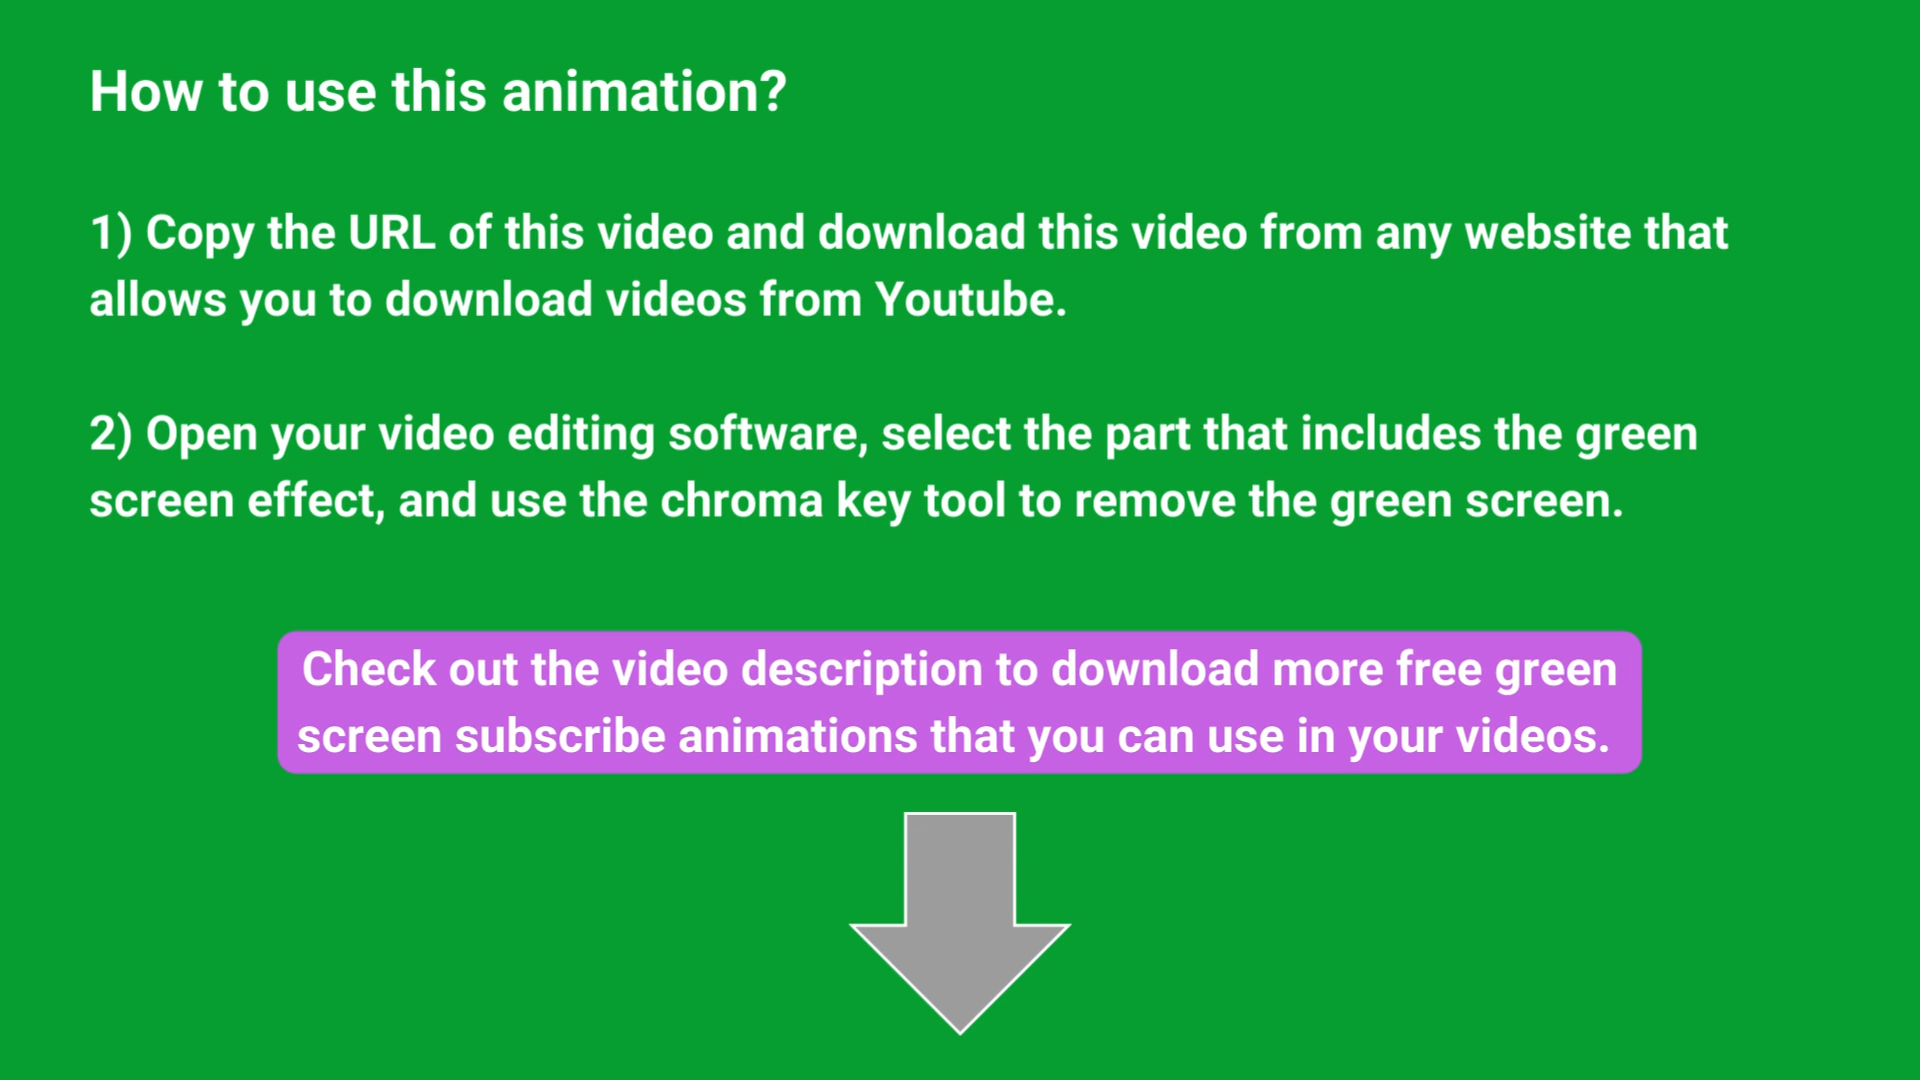 How to use this animation?
1) Copy the URL of this video and download this video from any website that
allows you to download videos from Youtube.
2) Open your video editing software, select the part that includes the green
screen effect, and use the chroma key tool to remove the green screen.
Check out the video description to download more free green
screen subscribe animations that you can use in your videos.